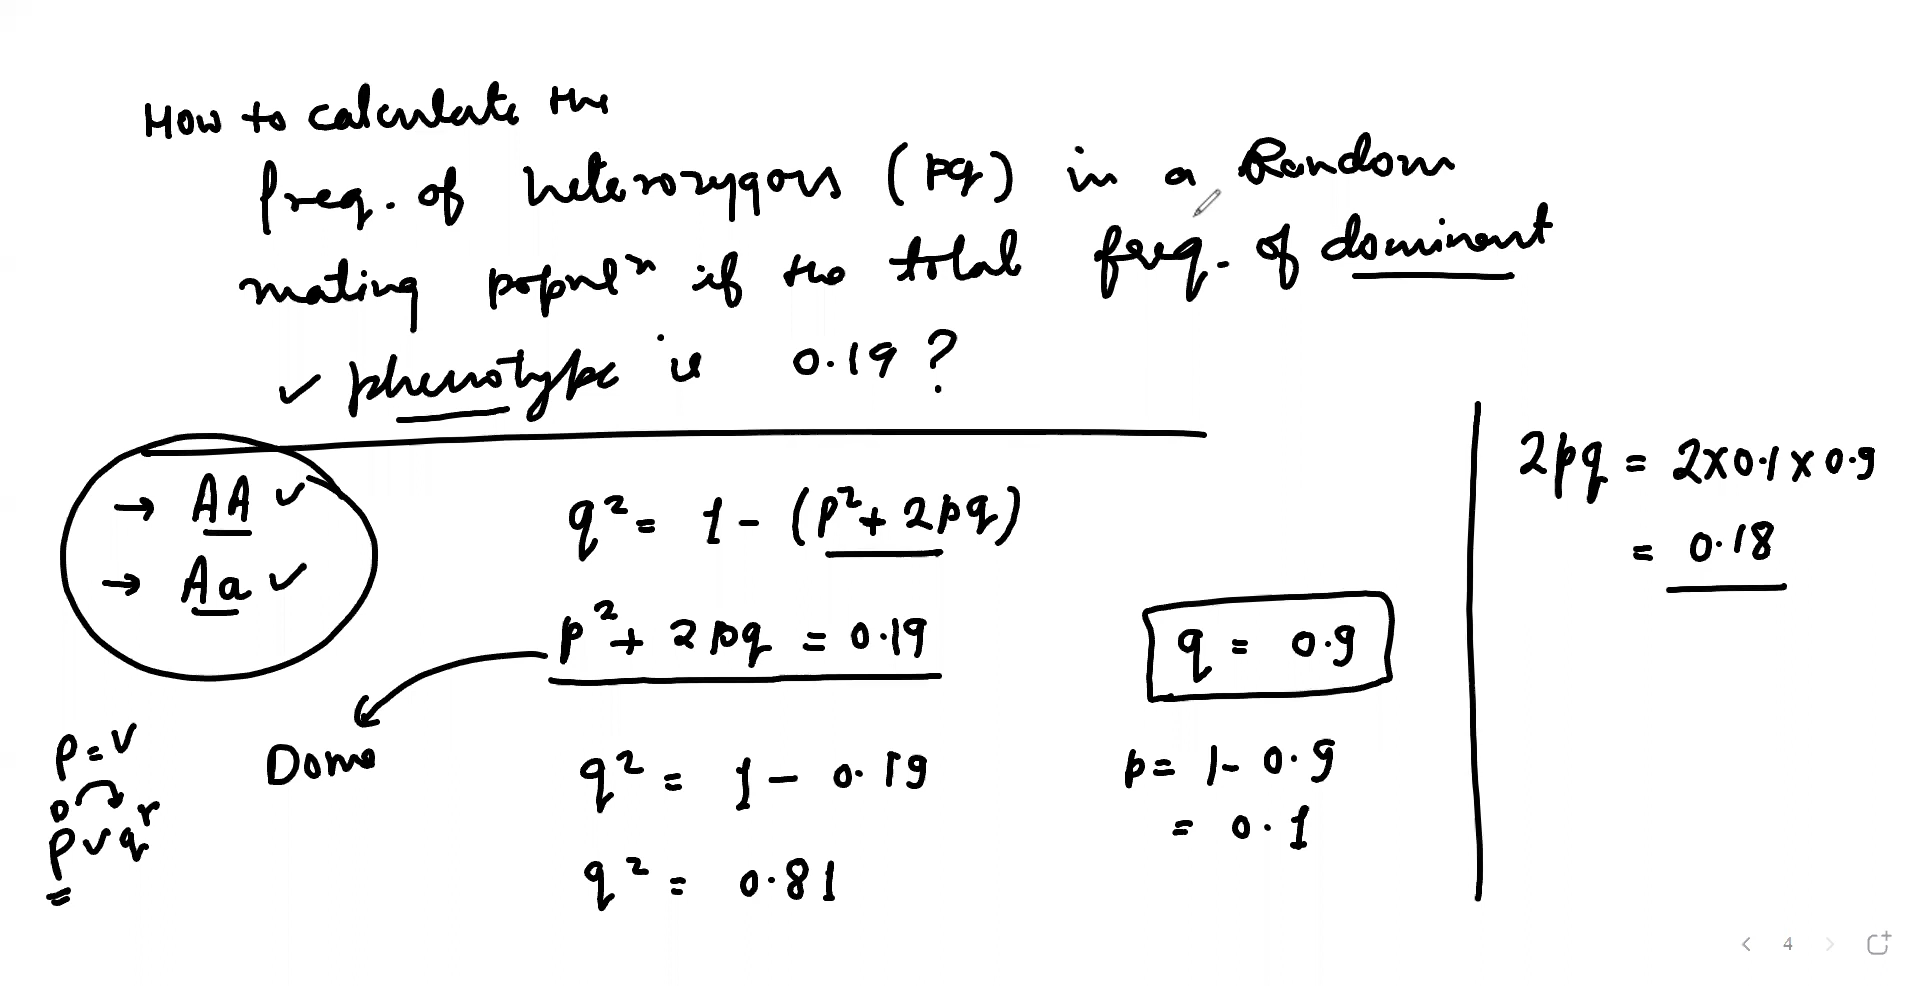 How to calculate the
freq. of heterozygous (pq) in a Random
mating populⁿ if the total freq. of dominant
✓ phenotype is 0.19 ?
→ AA ✓
→ Aa ✓
q² = 1 - (p² + 2pq)
p² + 2pq = 0.19
Dom
q² = 1 - 0.19
q² = 0.81
q = 0.9
p = 1 - 0.9
= 0.1
2pq = 2×0.1×0.9
= 0.18
p = v
p v q
4